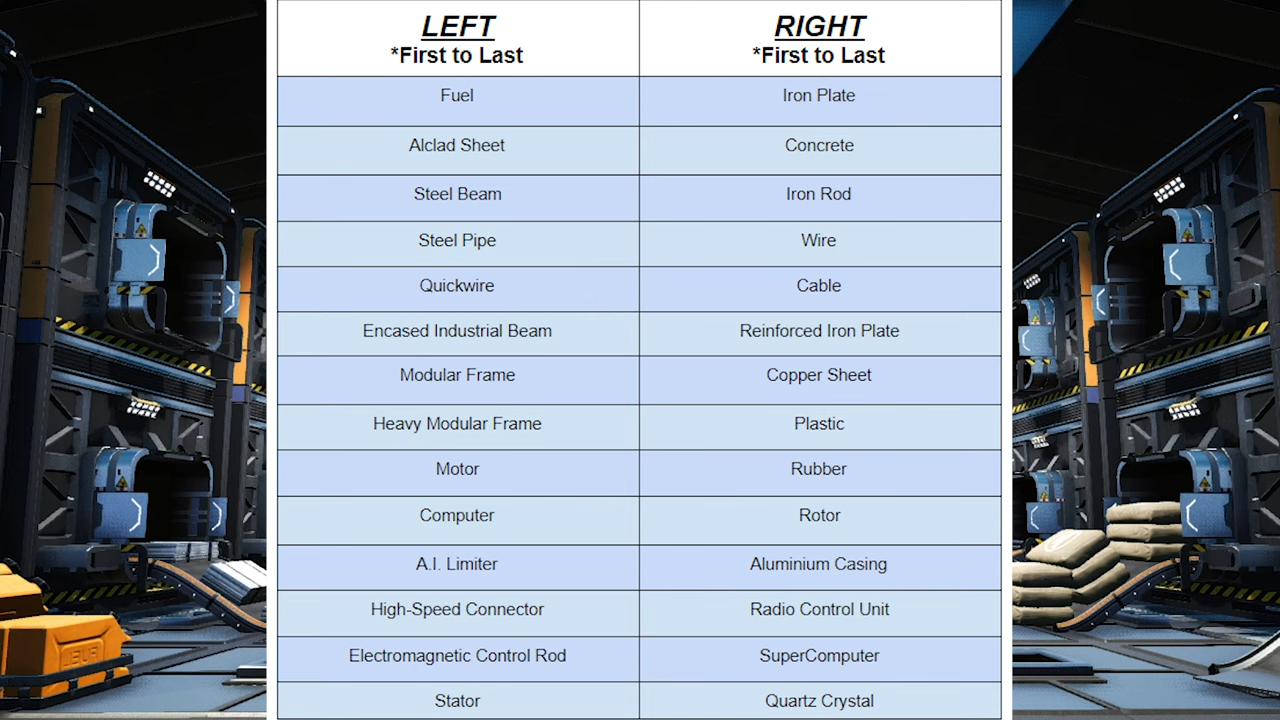 LEFT
*First to Last
RIGHT
*First to Last
Fuel
Iron Plate
Alclad Sheet
Concrete
Steel Beam
Iron Rod
Steel Pipe
Wire
Quickwire
Cable
Encased Industrial Beam
Reinforced Iron Plate
Modular Frame
Copper Sheet
Heavy Modular Frame
Plastic
Motor
Rubber
Computer
Rotor
A.I. Limiter
Aluminium Casing
High-Speed Connector
Radio Control Unit
Electromagnetic Control Rod
SuperComputer
Stator
Quartz Crystal